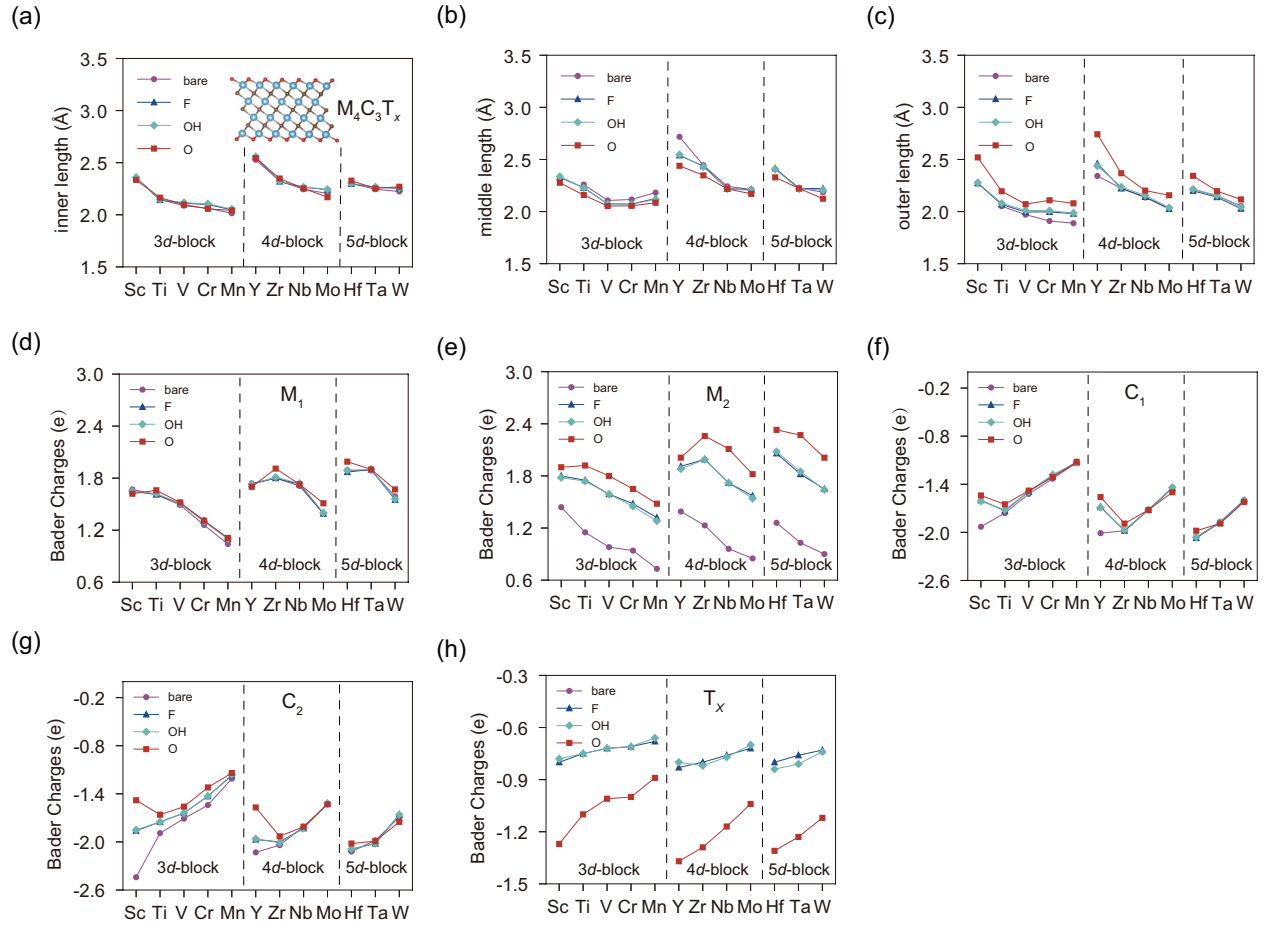 (a)
inner length (Å)
3.5
3.0
2.5
2.0
1.5
bare
F
OH
O
M₄C₃Tₓ
3d-block
4d-block
5d-block
Sc Ti V Cr Mn Y Zr Nb Mo Hf Ta W
(b)
middle length (Å)
3.5
3.0
2.5
2.0
1.5
bare
F
OH
O
3d-block
4d-block
5d-block
Sc Ti V Cr Mn Y Zr Nb Mo Hf Ta W
(c)
outer length (Å)
3.5
3.0
2.5
2.0
1.5
bare
F
OH
O
3d-block
4d-block
5d-block
Sc Ti V Cr Mn Y Zr Nb Mo Hf Ta W
(d)
Bader Charges (e)
3.0
2.4
1.8
1.2
0.6
bare
F
OH
O
M₁
3d-block
4d-block
5d-block
Sc Ti V Cr Mn Y Zr Nb Mo Hf Ta W
(e)
Bader Charges (e)
3.0
2.4
1.8
1.2
0.6
bare
F
OH
O
M₂
3d-block
4d-block
5d-block
Sc Ti V Cr Mn Y Zr Nb Mo Hf Ta W
(f)
Bader Charges (e)
-0.2
-0.8
-1.4
-2.0
-2.6
bare
F
OH
O
C₁
3d-block
4d-block
5d-block
Sc Ti V Cr Mn Y Zr Nb Mo Hf Ta W
(g)
Bader Charges (e)
-0.2
-0.8
-1.4
-2.0
-2.6
bare
F
OH
O
C₂
3d-block
4d-block
5d-block
Sc Ti V Cr Mn Y Zr Nb Mo Hf Ta W
(h)
Bader Charges (e)
-0.3
-0.6
-0.9
-1.2
-1.5
bare
F
OH
O
Tₓ
3d-block
4d-block
5d-block
Sc Ti V Cr Mn Y Zr Nb Mo Hf Ta W